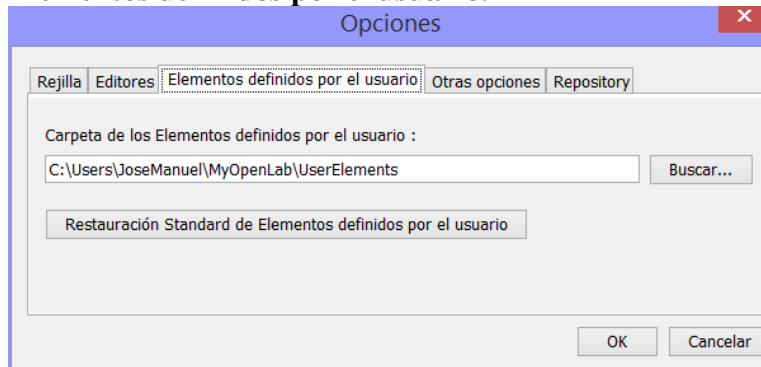 Opciones
Rejilla Editores Elementos definidos por el usuario Otras opciones Repository
Carpeta de los Elementos definidos por el usuario :
C:\Users\JoseManuel\MyOpenLab\UserElements Buscar...
Restauración Standard de Elementos definidos por el usuario
OK Cancelar